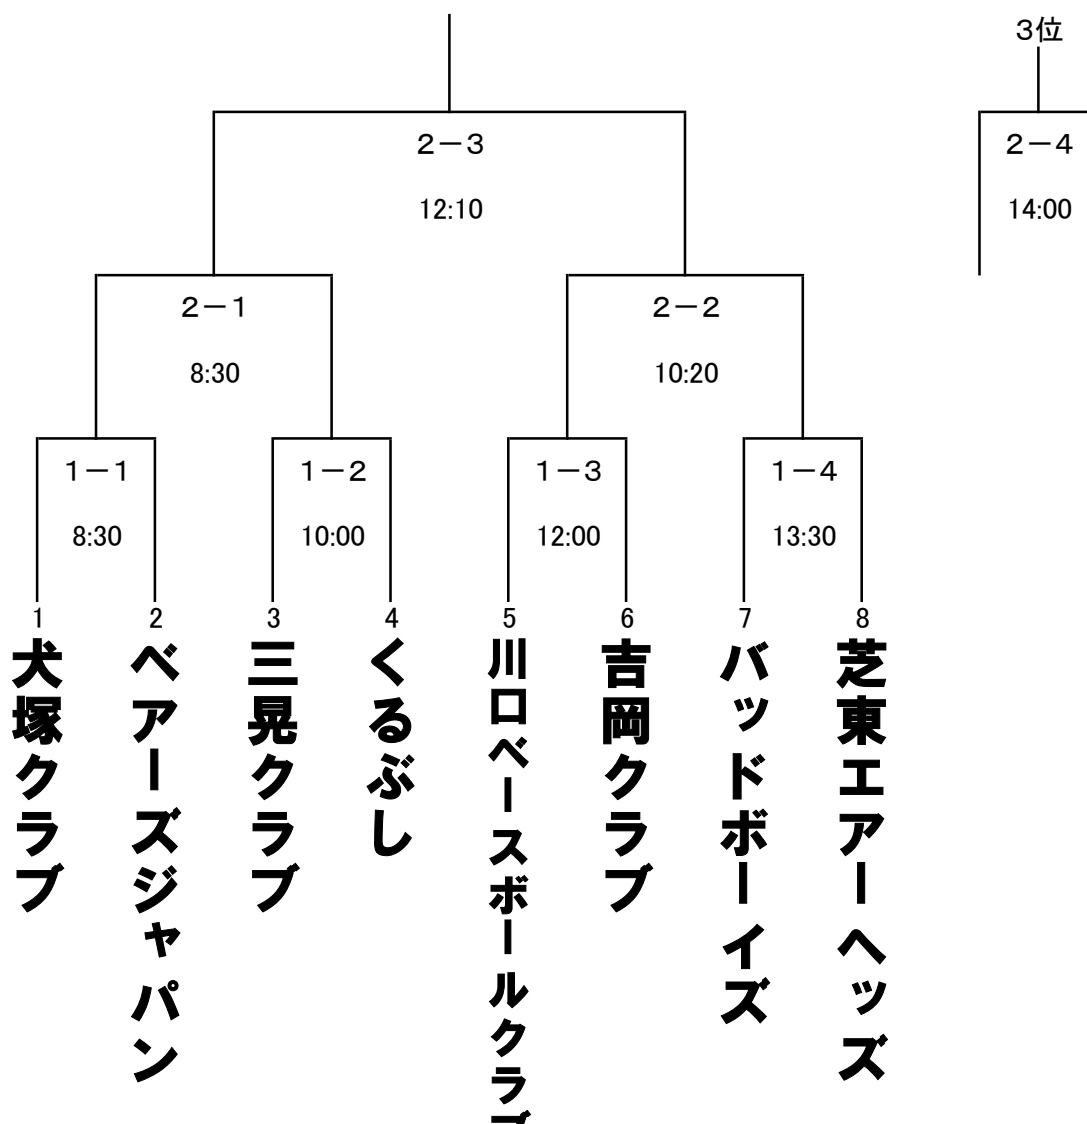 ３位
２－３
２－４
12:10
14:00
２－１
２－２
8:30
10:20
１－１
１－２
１－３
１－４
8:30
10:00
12:00
13:30
1
2
3
4
5
6
7
8
犬塚クラブ
ベアーズジャパン
三晃クラブ
くるぶし
川口ベースボールクラブ
吉岡クラブ
バッドボーイズ
芝東エアーヘッズ